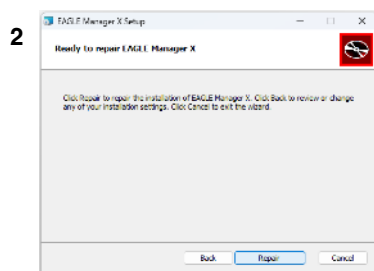 2
EAGLE Manager X Setup
Ready to repair EAGLE Manager X
Click Repair to repair the installation of EAGLE Manager X. Click Back to review or change
any of your installation settings. Click Cancel to exit the wizard.
Back Repair Cancel